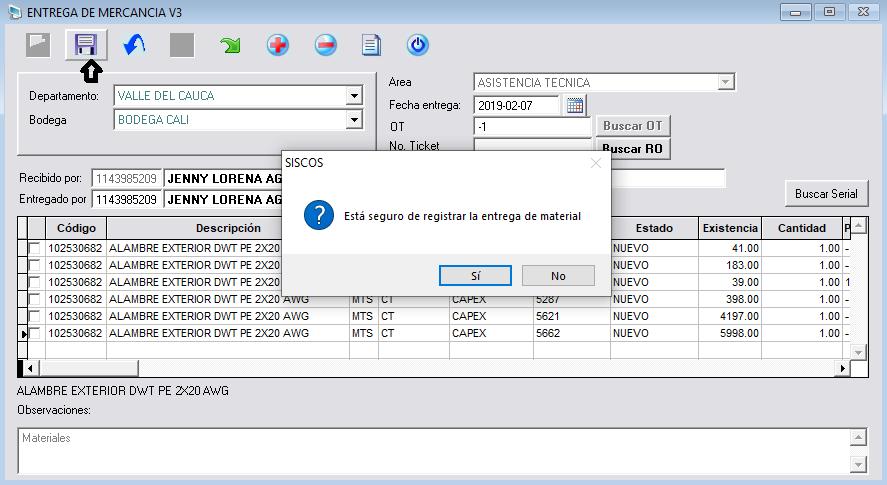 ENTREGA DE MERCANCIA V3
Departamento: VALLE DEL CAUCA
Bodega BODEGA CALI
Area ASISTENCIA TECNICA
Fecha entrega: 2019-02-07
OT -1 Buscar OT
No. Ticket Buscar RO
Recibido por: 1143985209 JENNY LORENA AG
Entregado por 1143985209 JENNY LORENA AG
Buscar Serial
SISCOS
Está seguro de registrar la entrega de material
Sí No
Código Descripción Estado Existencia Cantidad P
102530682 ALAMBRE EXTERIOR DWT PE 2X20 NUEVO 41.00 1.00 -
102530682 ALAMBRE EXTERIOR DWT PE 2X20 NUEVO 183.00 1.00 -
102530682 ALAMBRE EXTERIOR DWT PE 2X20 NUEVO 39.00 1.00 1
102530682 ALAMBRE EXTERIOR DWT PE 2X20 AWG MTS CT CAPEX 5287 NUEVO 398.00 1.00 -
102530682 ALAMBRE EXTERIOR DWT PE 2X20 AWG MTS CT CAPEX 5621 NUEVO 4197.00 1.00 -
102530682 ALAMBRE EXTERIOR DWT PE 2X20 AWG MTS CT CAPEX 5662 NUEVO 5998.00 1.00 -
ALAMBRE EXTERIOR DWT PE 2X20 AWG
Observaciones:
Materiales